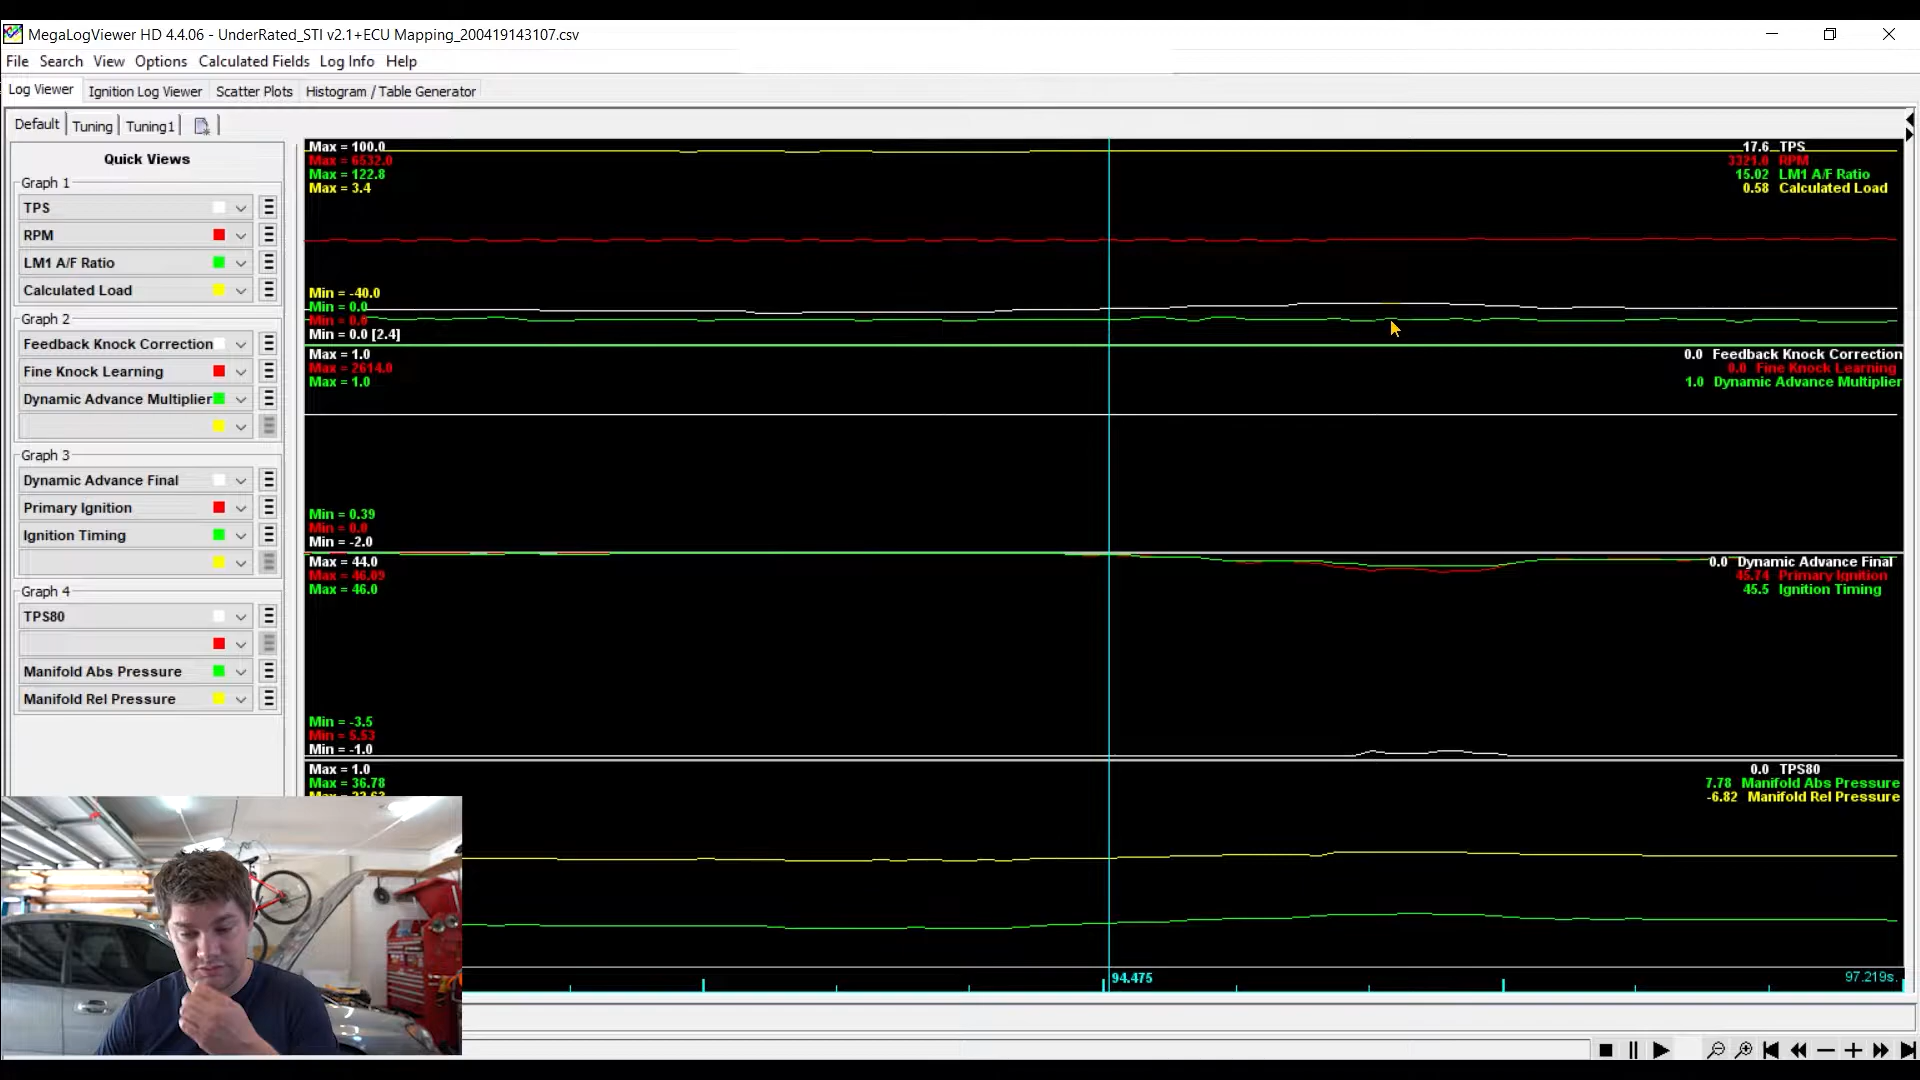 MegaLogViewer HD 4.4.06 - UnderRated_STI v2.1+ECU Mapping_200419143107.csv
File Search View Options Calculated Fields Log Info Help
Log Viewer Ignition Log Viewer Scatter Plots Histogram / Table Generator
Default Tuning Tuning1
Quick Views
Graph 1
TPS
RPM
LM1 A/F Ratio
Calculated Load
Graph 2
Feedback Knock Correction
Fine Knock Learning
Dynamic Advance Multiplier
Graph 3
Dynamic Advance Final
Primary Ignition
Ignition Timing
Graph 4
TPS80
Manifold Abs Pressure
Manifold Rel Pressure
Max = 100.0
Max = 6532.0
Max = 122.8
Max = 3.4
17.6 TPS
3321.0 RPM
15.02 LM1 A/F Ratio
0.58 Calculated Load
Min = -40.0
Min = 0.0
Min = 0.0
Min = 0.0 [2.4]
Max = 1.0
Max = 2614.0
Max = 1.0
0.0 Feedback Knock Correction
0.0 Fine Knock Learning
1.0 Dynamic Advance Multiplier
Min = 0.39
Min = 0.0
Min = -2.0
Max = 44.0
Max = 46.09
Max = 46.0
0.0 Dynamic Advance Final
45.74 Primary Ignition
45.5 Ignition Timing
Min = -3.5
Min = 5.53
Min = -1.0
Max = 1.0
Max = 36.78
0.0 TPS80
7.78 Manifold Abs Pressure
-6.82 Manifold Rel Pressure
94.475
97.219s.